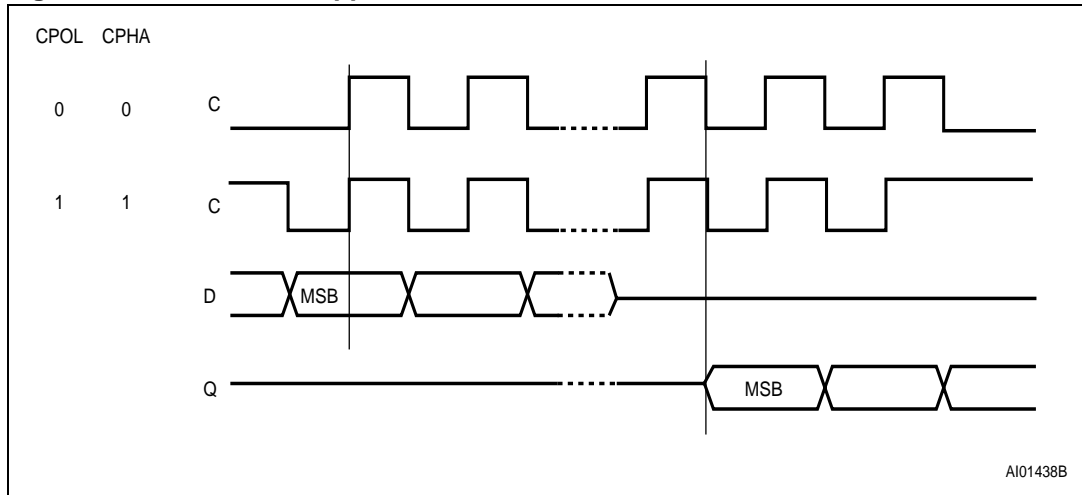 CPOL CPHA
0 0 C
1 1 C
D MSB
Q MSB
AI01438B